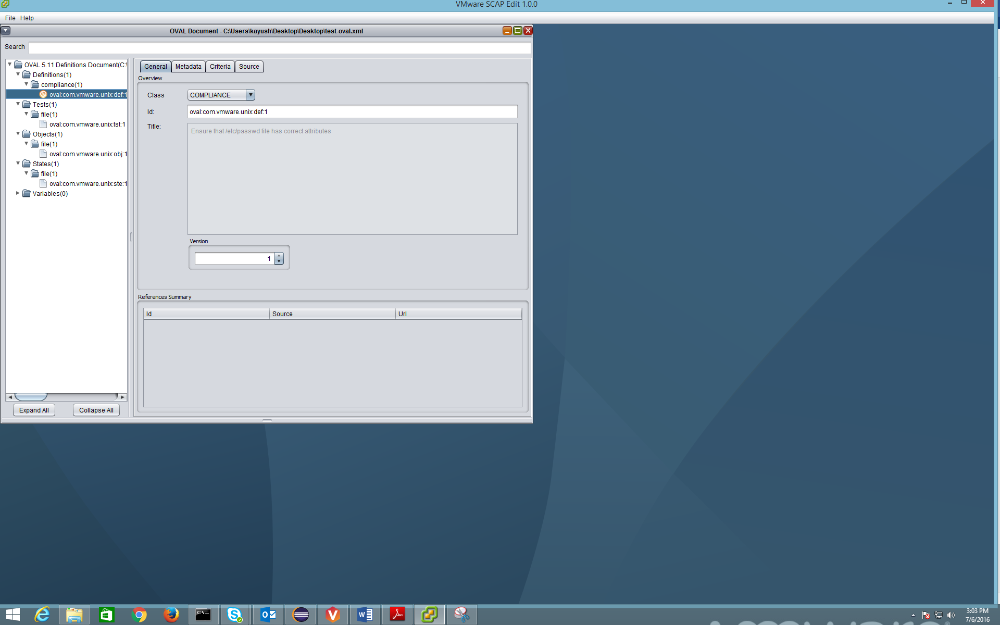 VMware SCAP Edit 1.0.0
File Help
OVAL Document - C:\Users\kayush\Desktop\Desktop\test-oval.xml
Search
OVAL 5.11 Definitions Document(C:\
Definitions(1)
compliance(1)
oval:com.vmware.unix:def:1
Tests(1)
file(1)
oval:com.vmware.unix:tst:1
Objects(1)
file(1)
oval:com.vmware.unix:obj:1
States(1)
file(1)
oval:com.vmware.unix:ste:1
Variables(0)
Expand All Collapse All
General Metadata Criteria Source
Overview
Class COMPLIANCE
Id: oval:com.vmware.unix:def:1
Title: Ensure that /etc/passwd file has correct attributes
Version
1
References Summary
Id Source Url
3:03 PM
7/6/2016